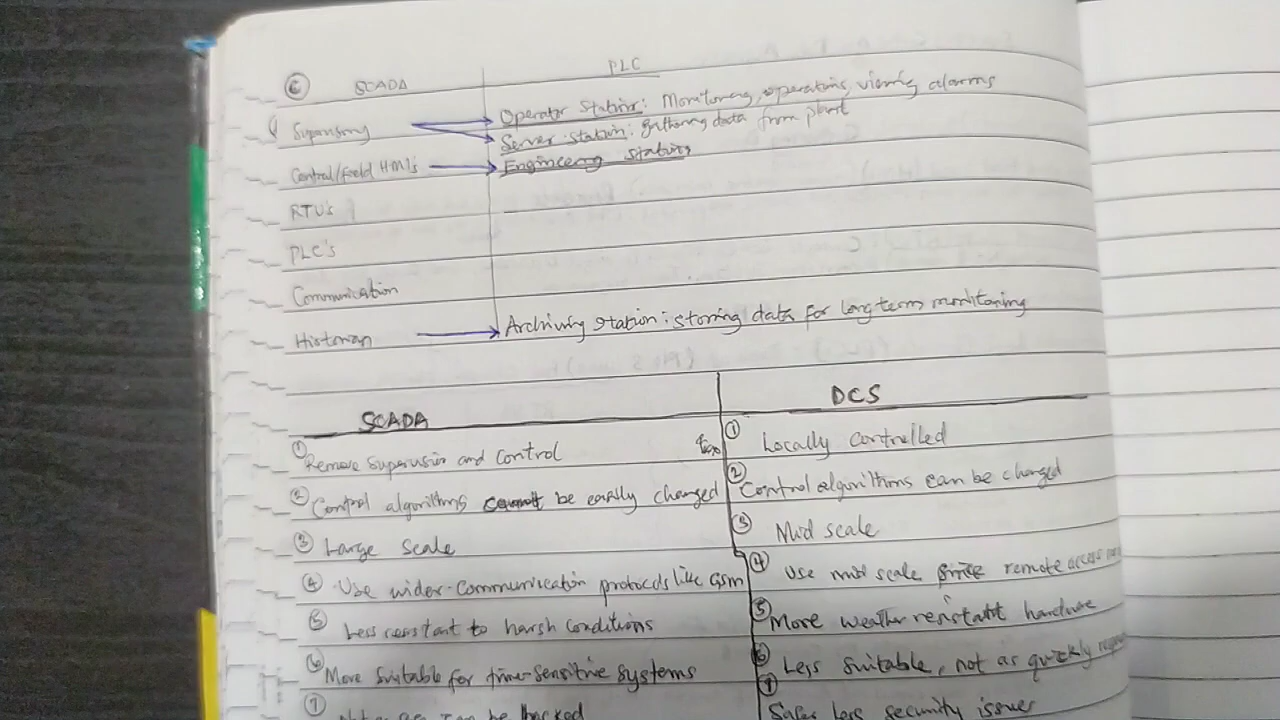 C SCADA PLC
Supervisory Operator Station: Monitoring, operations, viewing alarms
Server station: gathering data from plant
Control/field HMI's Engineering station
RTU's
PLC's
Communication
Historian Archiving station: storing data for long term monitoring
SCADA DCS
① Remove Supervision and control ① Locally controlled
② Control algorithms cannot be easily changed ② Control algorithms can be changed
③ Large scale ③ Mid scale
④ Use wider-communication protocols like GSM ④ use mid scale remote access
⑤ Less resistant to harsh conditions ⑤ More weather resistant hardware
⑥ More suitable for time-sensitive systems ⑥ Less suitable, not as quickly
⑦ can be hacked ⑦ Safer Less security issues